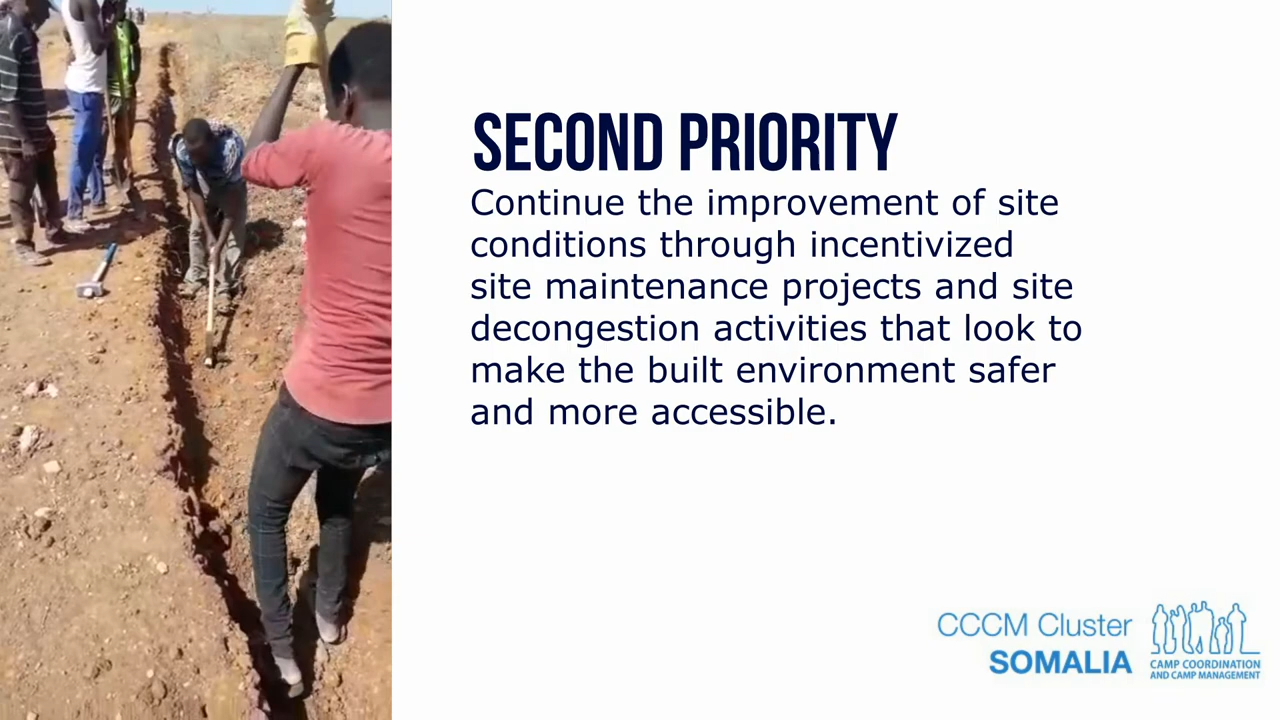 SECOND PRIORITY
Continue the improvement of site
conditions through incentivized
site maintenance projects and site
decongestion activities that look to
make the built environment safer
and more accessible.
CCCM Cluster
SOMALIA
CAMP COORDINATION
AND CAMP MANAGEMENT